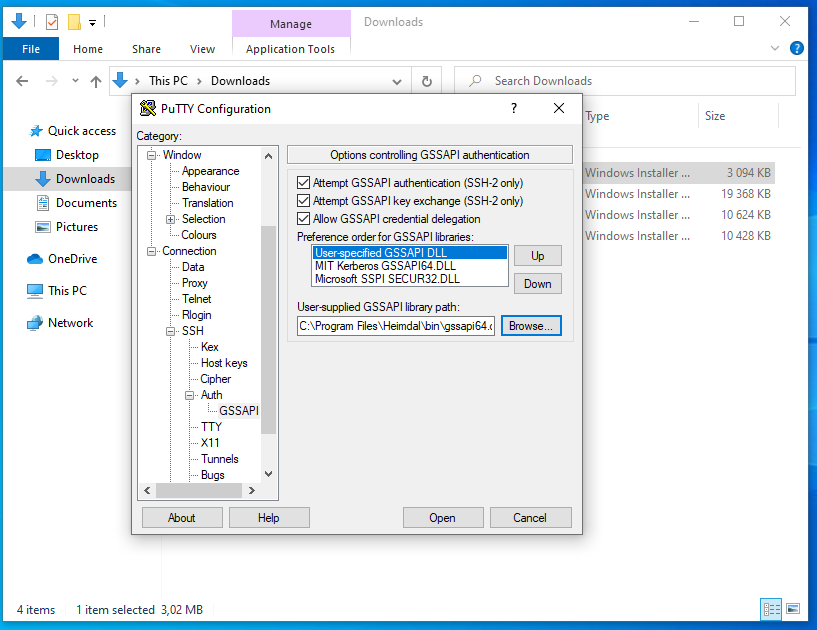 Manage
Downloads
File
Home
Share
View
Application Tools
This PC
Downloads
Search Downloads
Type
Size
Quick access
Desktop
Downloads
Documents
Pictures
OneDrive
This PC
Network
Windows Installer ... 3 094 KB
Windows Installer ... 19 368 KB
Windows Installer ... 10 624 KB
Windows Installer ... 10 428 KB
PuTTY Configuration
?
Category:
Window
Appearance
Behaviour
Translation
Selection
Colours
Connection
Data
Proxy
Telnet
Rlogin
SSH
Kex
Host keys
Cipher
Auth
GSSAPI
TTY
X11
Tunnels
Bugs
Options controlling GSSAPI authentication
Attempt GSSAPI authentication (SSH-2 only)
Attempt GSSAPI key exchange (SSH-2 only)
Allow GSSAPI credential delegation
Preference order for GSSAPI libraries:
User-specified GSSAPI DLL
MIT Kerberos GSSAPI64.DLL
Microsoft SSPI SECUR32.DLL
Up
Down
User-supplied GSSAPI library path:
C:\Program Files\Heimdal\bin\gssapi64.
Browse...
About
Help
Open
Cancel
4 items
1 item selected 3,02 MB